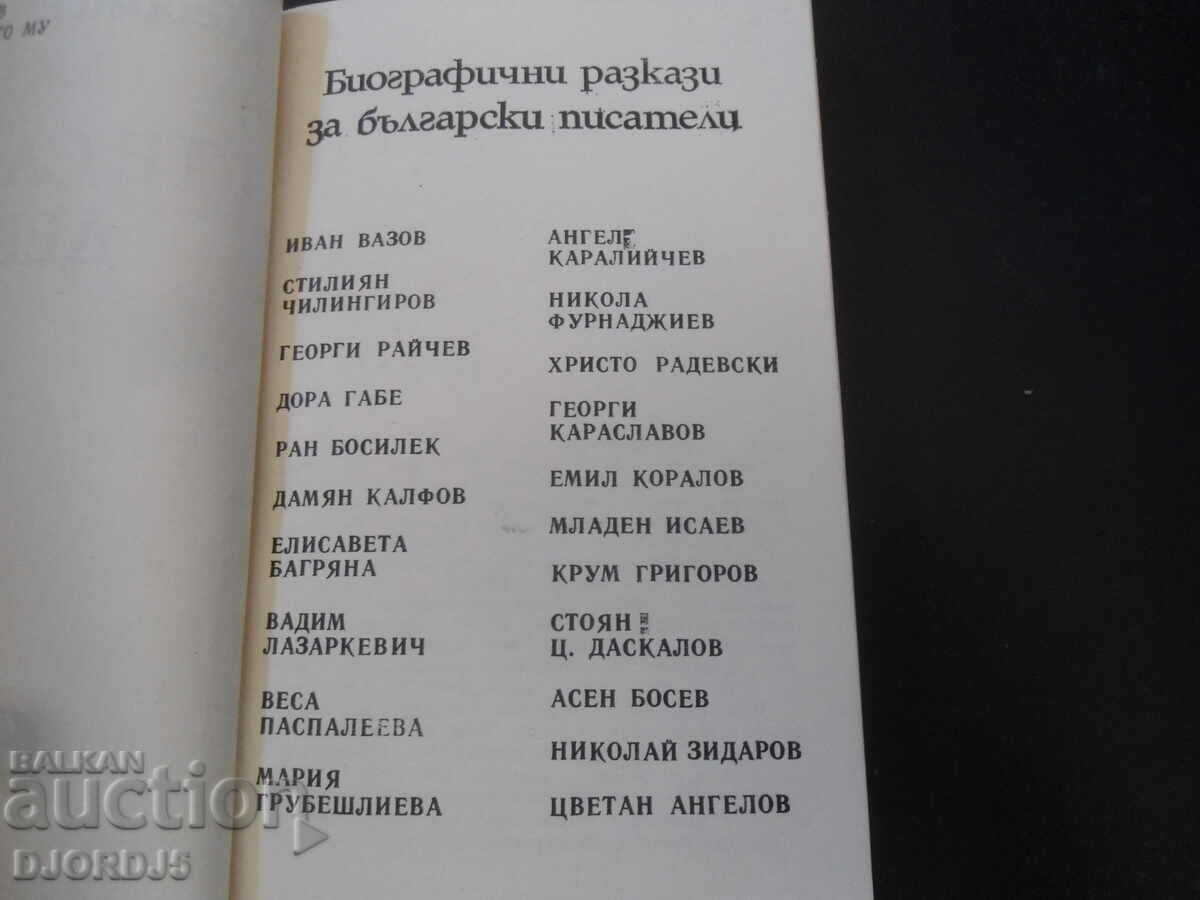 ГО МУ
Биографични разкази
за български писатели
ИВАН ВАЗОВ
СТИЛИЯН
ЧИЛИНГИРОВ
ГЕОРГИ РАЙЧЕВ
ДОРА ГАБЕ
РАН БОСИЛЕК
ДАМЯН КАЛФОВ
ЕЛИСАВЕТА
БАГРЯНА
ВАДИМ
ЛАЗАРКЕВИЧ
ВЕСА
ПАСПАЛЕЕВА
МАРИЯ
ГРУБЕШЛИЕВА
АНГЕЛ
КАРАЛИЙЧЕВ
НИКОЛА
ФУРНАДЖИЕВ
ХРИСТО РАДЕВСКИ
ГЕОРГИ
КАРАСЛАВОВ
ЕМИЛ КОРАЛОВ
МЛАДЕН ИСАЕВ
КРУМ ГРИГОРОВ
СТОЯН
Ц. ДАСКАЛОВ
АСЕН БОСЕВ
НИКОЛАЙ ЗИДАРОВ
ЦВЕТАН АНГЕЛОВ
BALKAN
auction
DJORDJ5